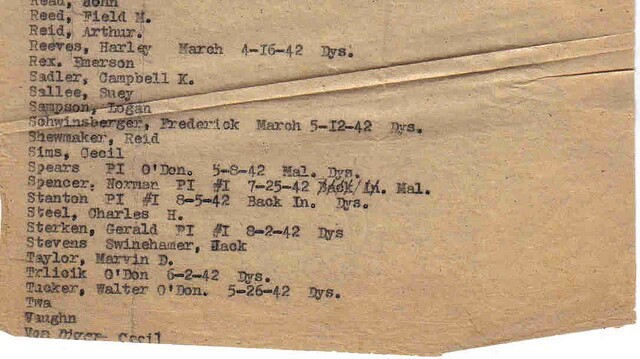 Read, John
Reed, Field M.
Reid, Arthur.
Reeves, Harley March 4-16-42 Dys.
Rex. Emerson
Sadler, Campbell K.
Sallee, Suey
Sampson, Logan
Schwinsberger, Frederick March 5-12-42 Dys.
Shewmaker, Reid
Sims, Cecil
Spears PI O'Don. 5-8-42 Mal. Dys.
Spencer, Norman PI #I 7-25-42 Back In. Mal.
Stanton PI #I 8-5-42 Back In. Dys.
Steel, Charles H.
Sterken, Gerald PI #I 8-2-42 Dys
Stevens Swinehamer, Hack
Taylor, Marvin D.
Trlicik O'Don 6-2-42 Dys.
Tucker, Walter O'Don. 5-26-42 Dys.
Twa
Vaughn
Cecil